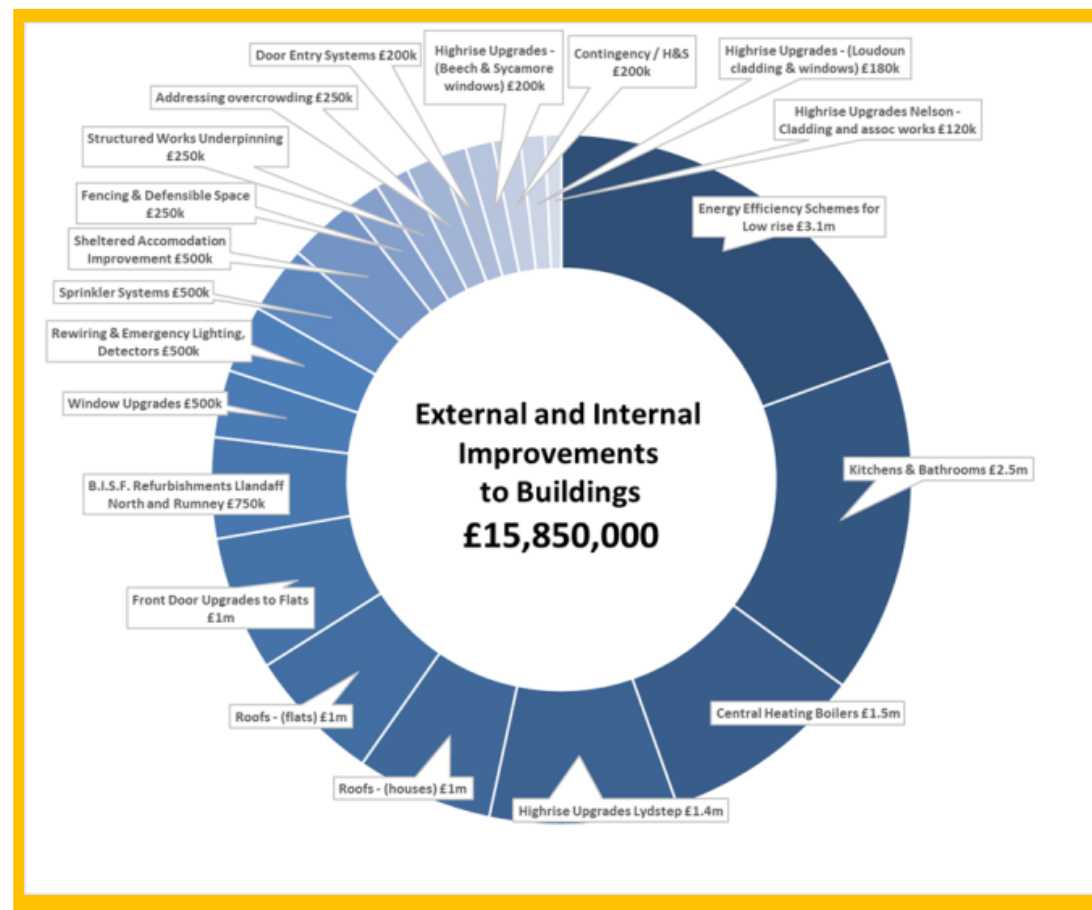 External and Internal
Improvements
to Buildings
£15,850,000
Energy Efficiency Schemes for
Low rise £3.1m
Kitchens & Bathrooms £2.5m
Central Heating Boilers £1.5m
Highrise Upgrades Lydstep £1.4m
Roofs - (houses) £1m
Roofs - (flats) £1m
Front Door Upgrades to Flats
£1m
B.I.S.F. Refurbishments Llandaff
North and Rumney £750k
Window Upgrades £500k
Rewiring & Emergency Lighting,
Detectors £500k
Sprinkler Systems £500k
Sheltered Accomodation
Improvement £500k
Fencing & Defensible Space
£250k
Structured Works Underpinning
£250k
Addressing overcrowding £250k
Door Entry Systems £200k
Highrise Upgrades -
(Beech & Sycamore
windows) £200k
Contingency / H&S
£200k
Highrise Upgrades - (Loudoun
cladding & windows) £180k
Highrise Upgrades Nelson -
Cladding and assoc works £120k